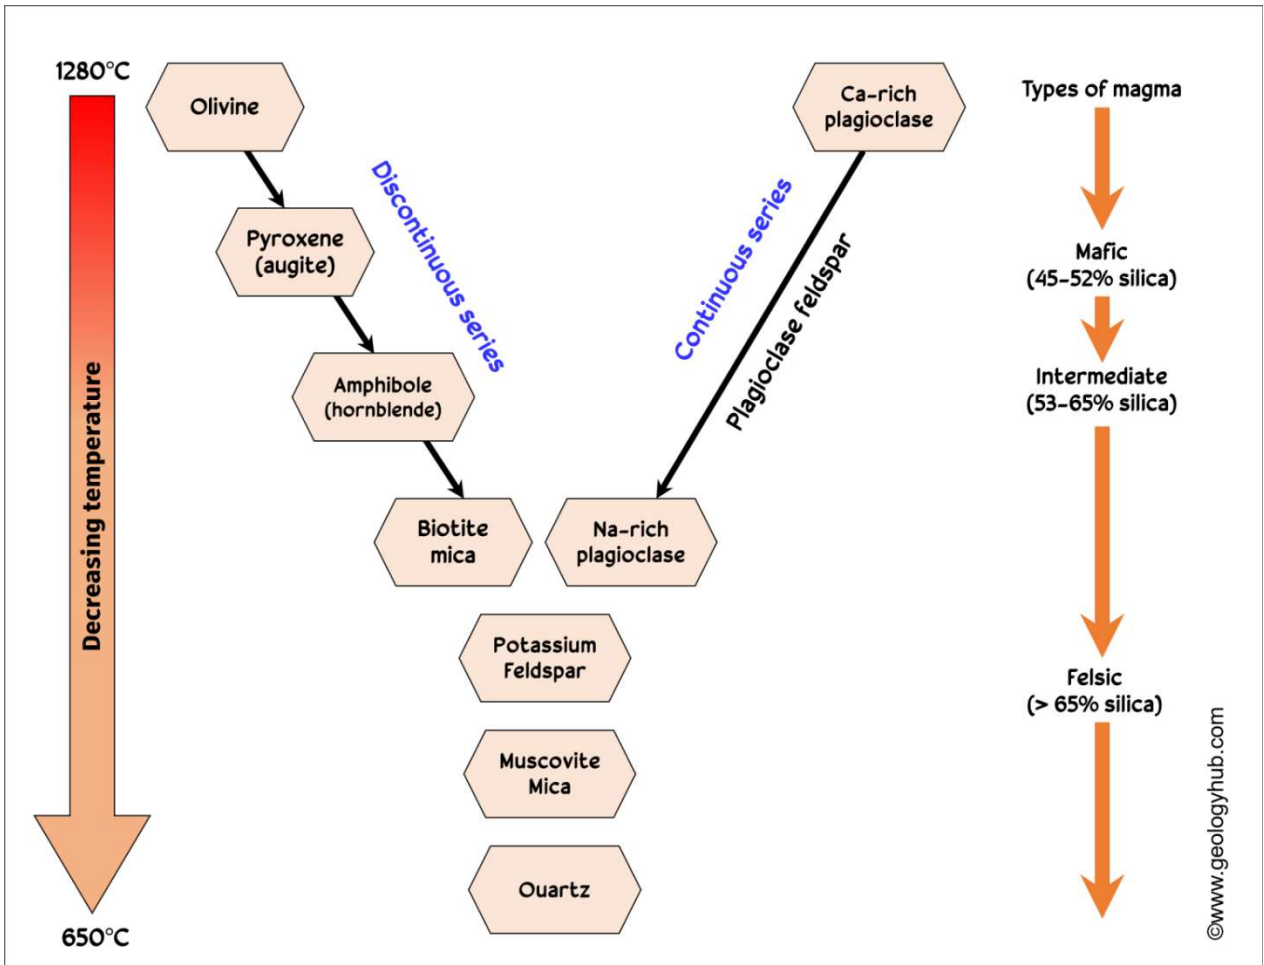 1280°C
Olivine
Ca-rich
plagioclase
Types of magma
Discontinuous series
Continuous series
Plagioclase feldspar
Pyroxene
(augite)
Mafic
(45-52% silica)
Amphibole
(hornblende)
Intermediate
(53-65% silica)
Decreasing temperature
Biotite
mica
Na-rich
plagioclase
Potassium
Feldspar
Felsic
(> 65% silica)
Muscovite
Mica
Ouartz
650°C
©www.geologyhub.com